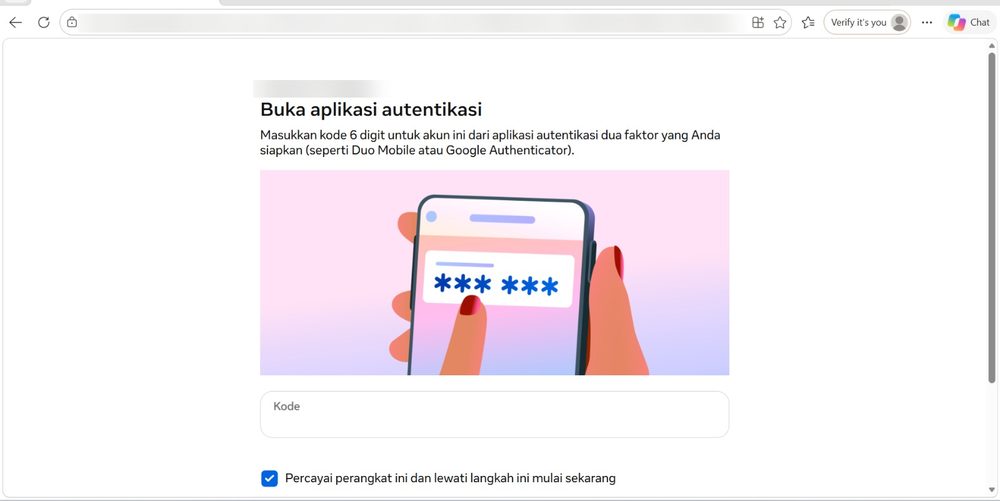 Verify it's you
Chat
Buka aplikasi autentikasi
Masukkan kode 6 digit untuk akun ini dari aplikasi autentikasi dua faktor yang Anda
siapkan (seperti Duo Mobile atau Google Authenticator).
*** ***
Kode
Percayai perangkat ini dan lewati langkah ini mulai sekarang